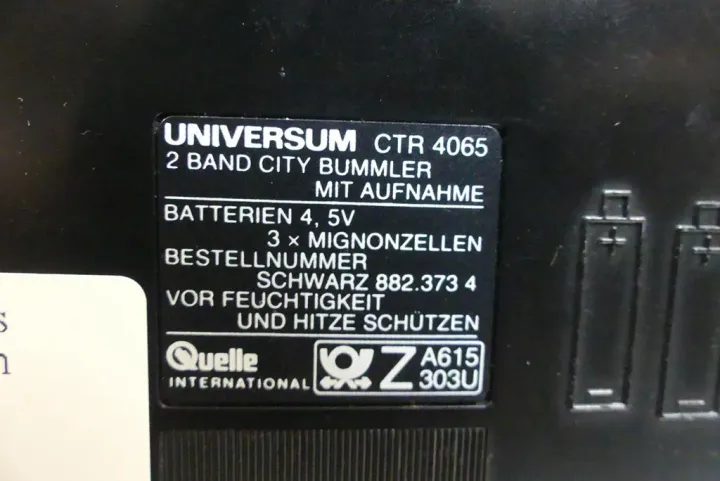 UNIVERSUM CTR 4065
2 BAND CITY BUMMLER
MIT AUFNAHME
BATTERIEN 4, 5V
3 × MIGNONZELLEN
BESTELLNUMMER
SCHWARZ 882.373 4
VOR FEUCHTIGKEIT
UND HITZE SCHÜTZEN
Quelle
INTERNATIONAL
Z A615
303U
s
n
+ +
− −